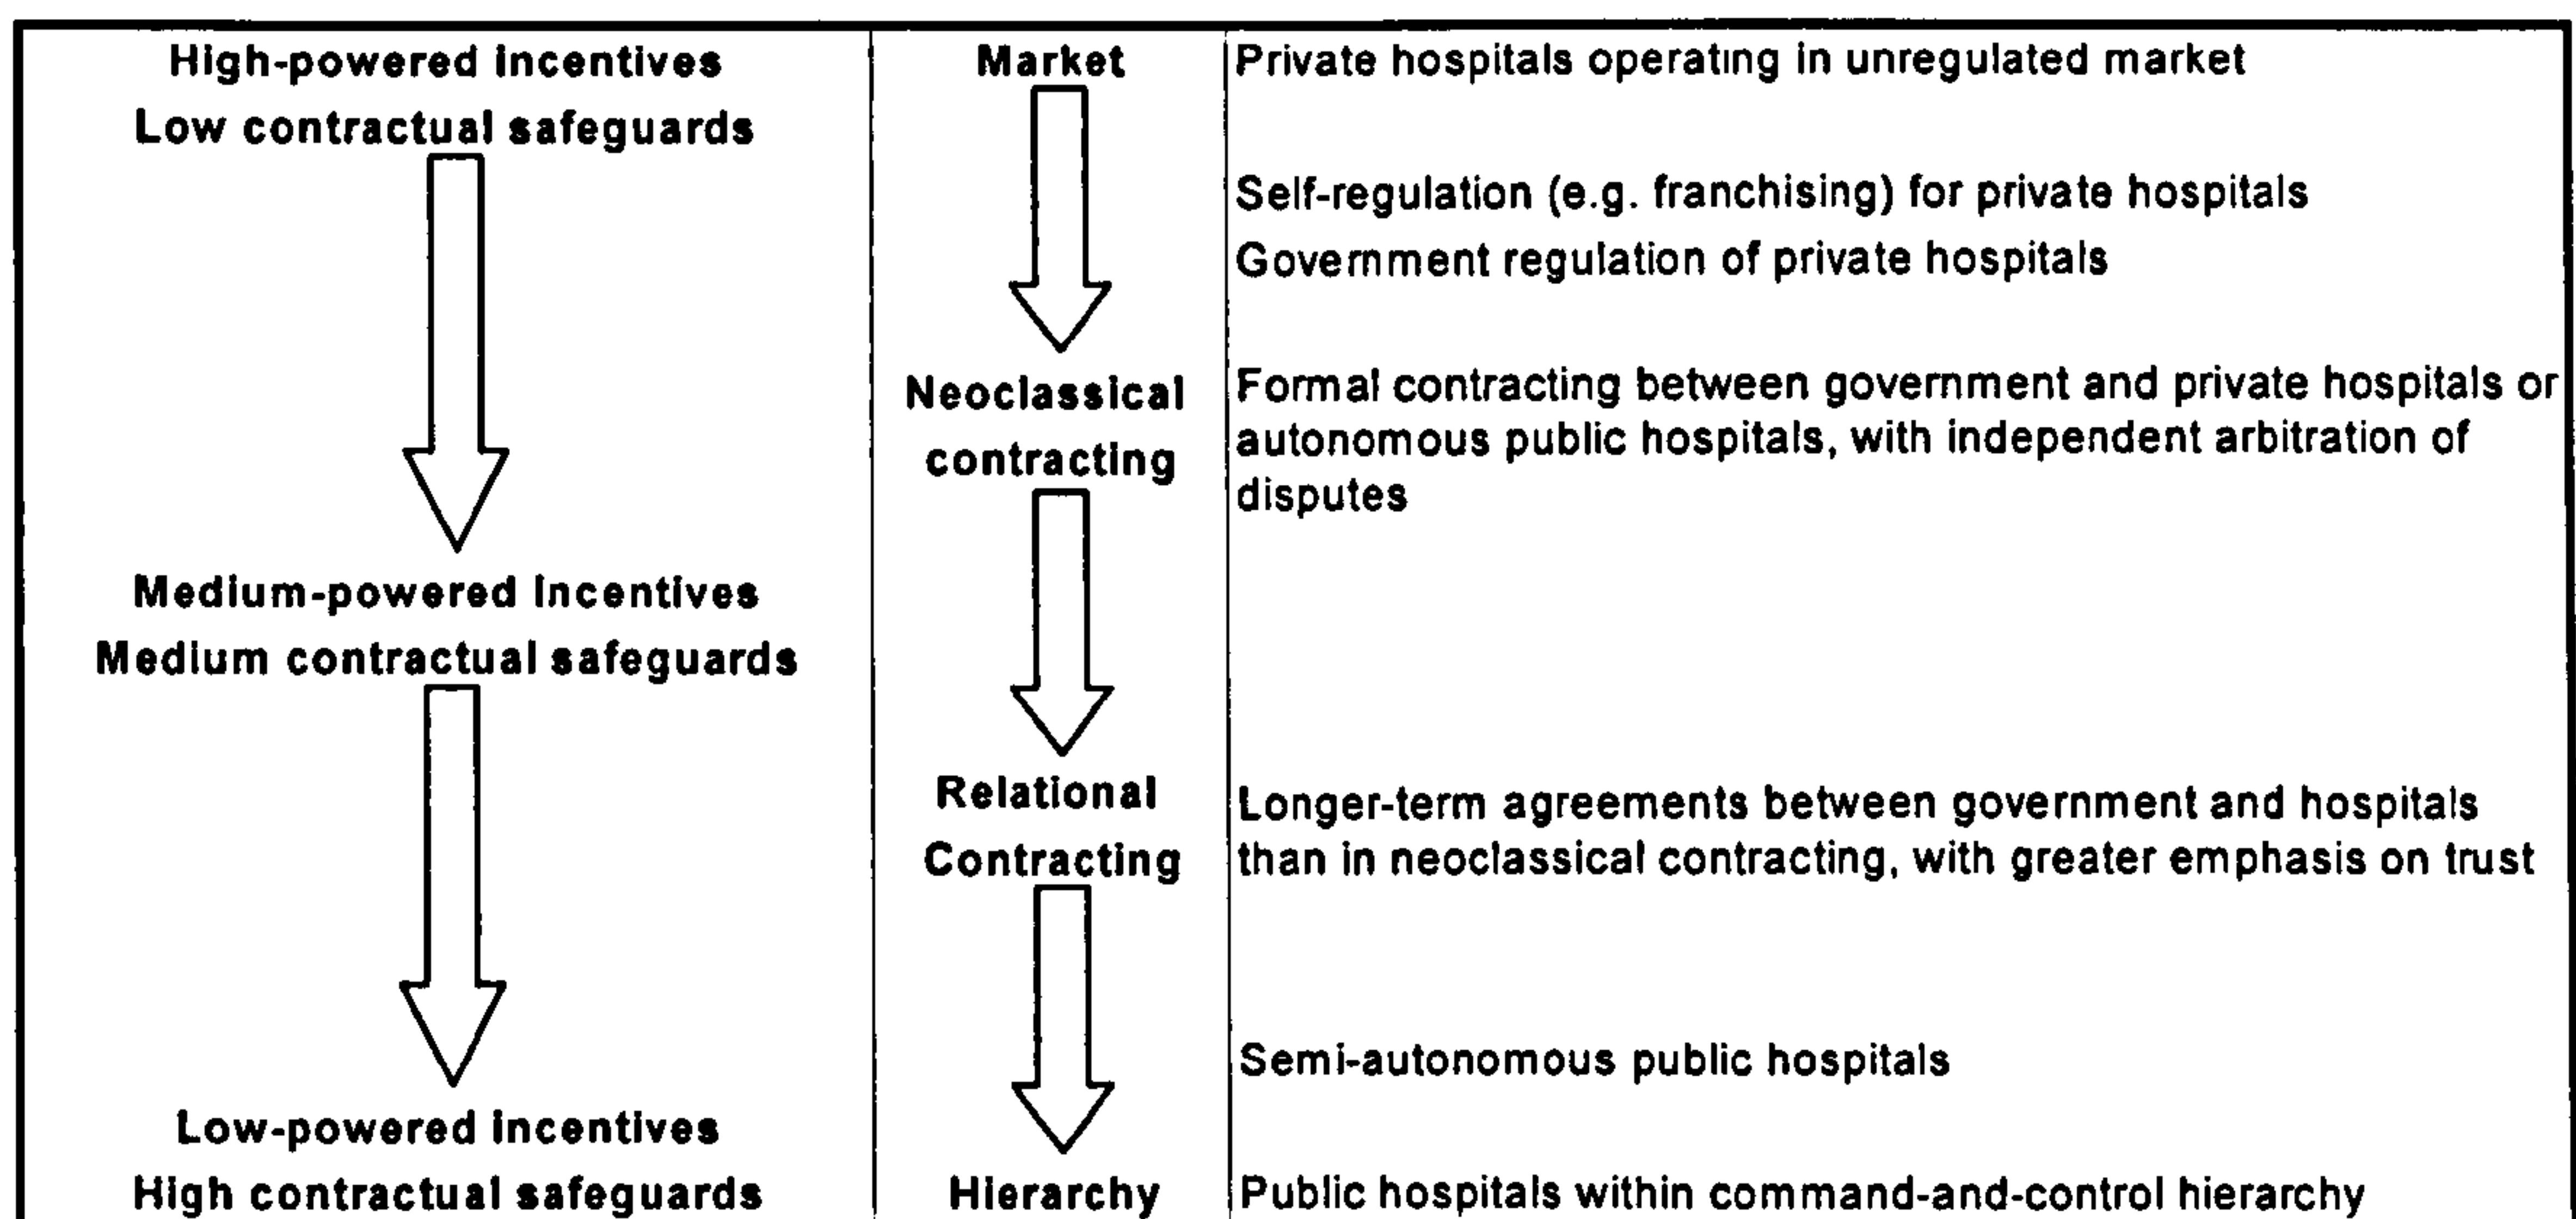 High-powered incentives
Low contractual safeguards
Medium-powered incentives
Medium contractual safeguards
Low-powered incentives
High contractual safeguards
Market
Neoclassical
contracting
Relational
Contracting
Hierarchy
Private hospitals operating in unregulated market
Self-regulation (e.g. franchising) for private hospitals
Government regulation of private hospitals
Formal contracting between government and private hospitals or
autonomous public hospitals, with independent arbitration of
disputes
Longer-term agreements between government and hospitals
than in neoclassical contracting, with greater emphasis on trust
Semi-autonomous public hospitals
Public hospitals within command-and-control hierarchy